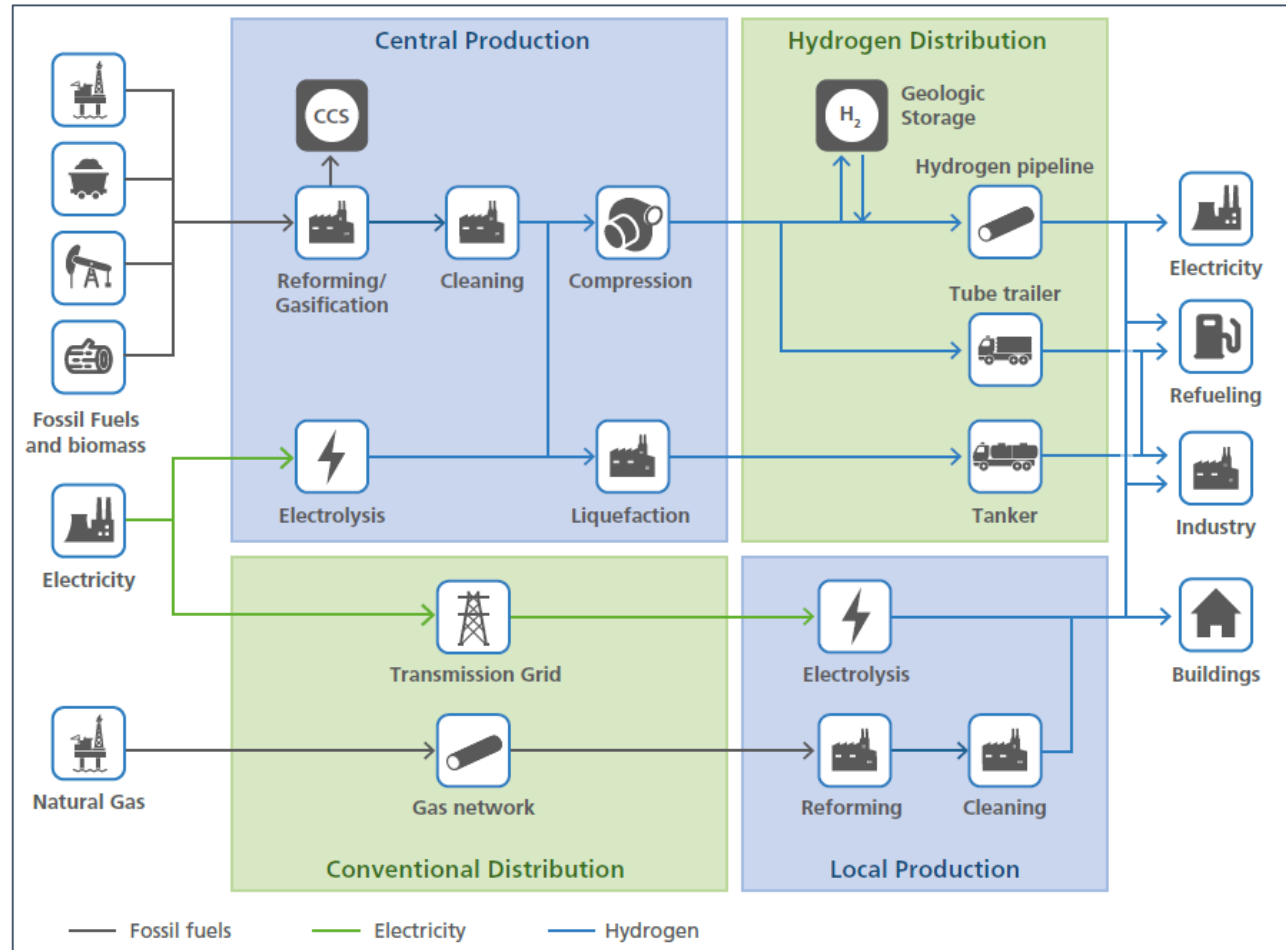 Central Production
Hydrogen Distribution
CCS
H₂
Geologic
Storage
Hydrogen pipeline
Reforming/
Gasification
Cleaning
Compression
Electricity
Tube trailer
Refueling
Fossil Fuels
and biomass
Electrolysis
Liquefaction
Tanker
Industry
Electricity
Transmission Grid
Electrolysis
Buildings
Natural Gas
Gas network
Reforming
Cleaning
Conventional Distribution
Local Production
Fossil fuels
Electricity
Hydrogen